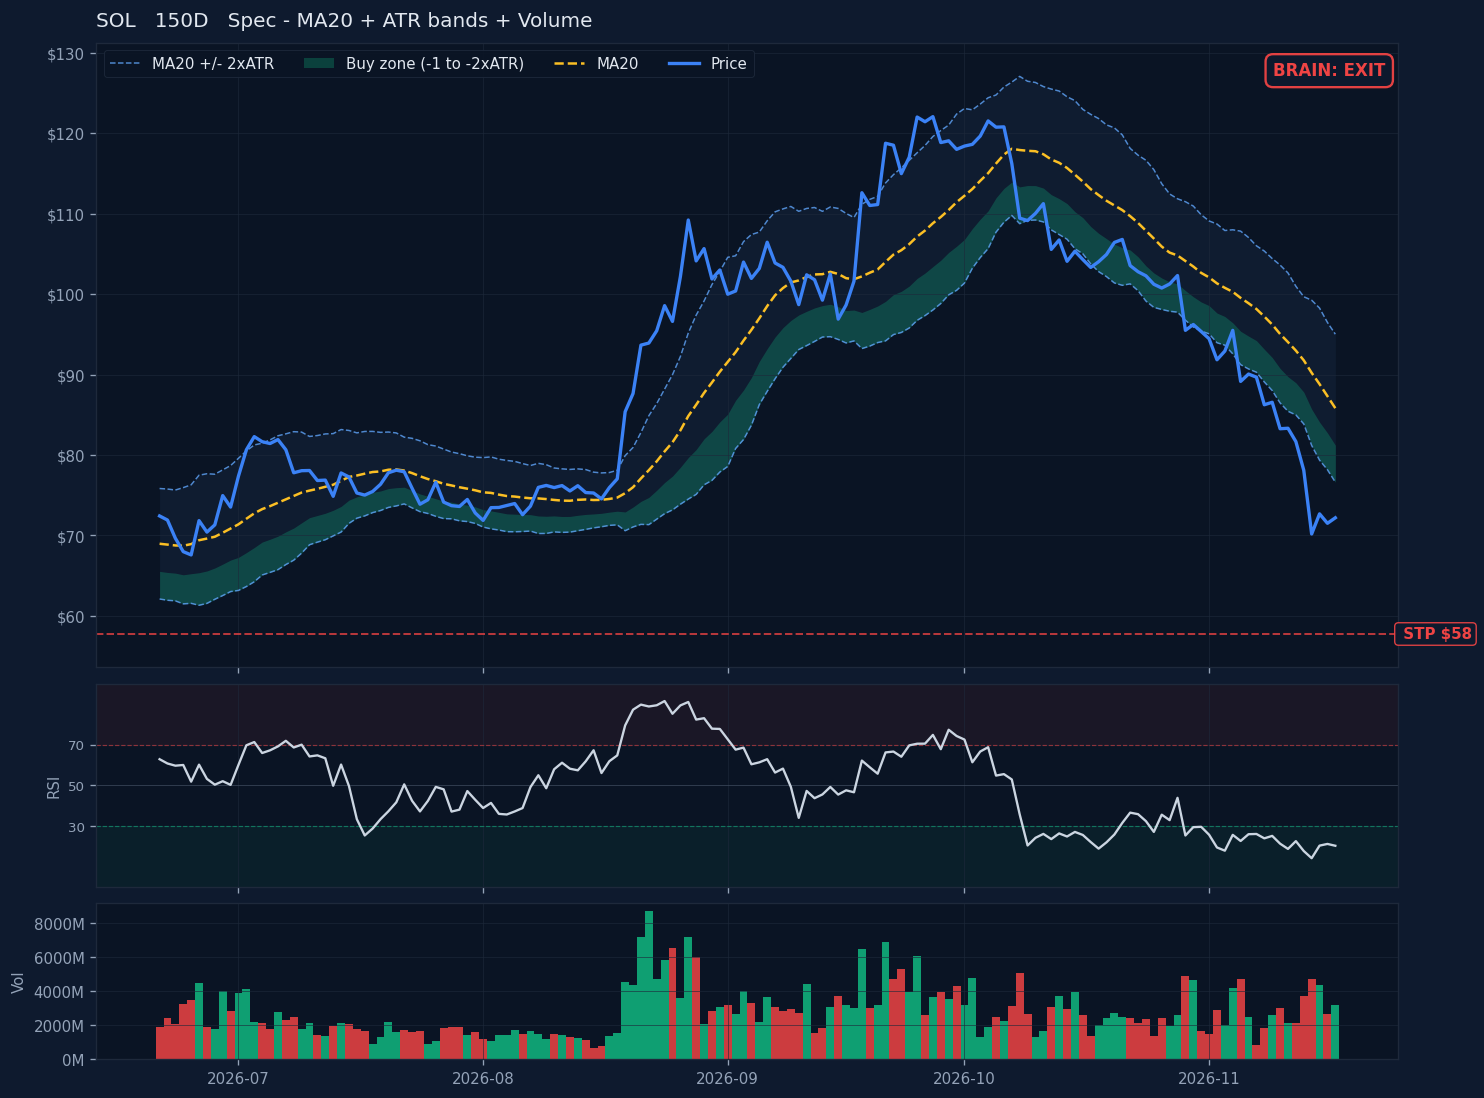 SOL 150D Spec - MA20 + ATR bands + Volume
MA20 +/- 2xATR
Buy zone (-1 to -2xATR)
MA20
Price
BRAIN: EXIT
$130
$120
$110
$100
$90
$80
$70
$60
STP $58
RSI
70
50
30
Vol
8000M
6000M
4000M
2000M
0M
2026-07
2026-08
2026-09
2026-10
2026-11